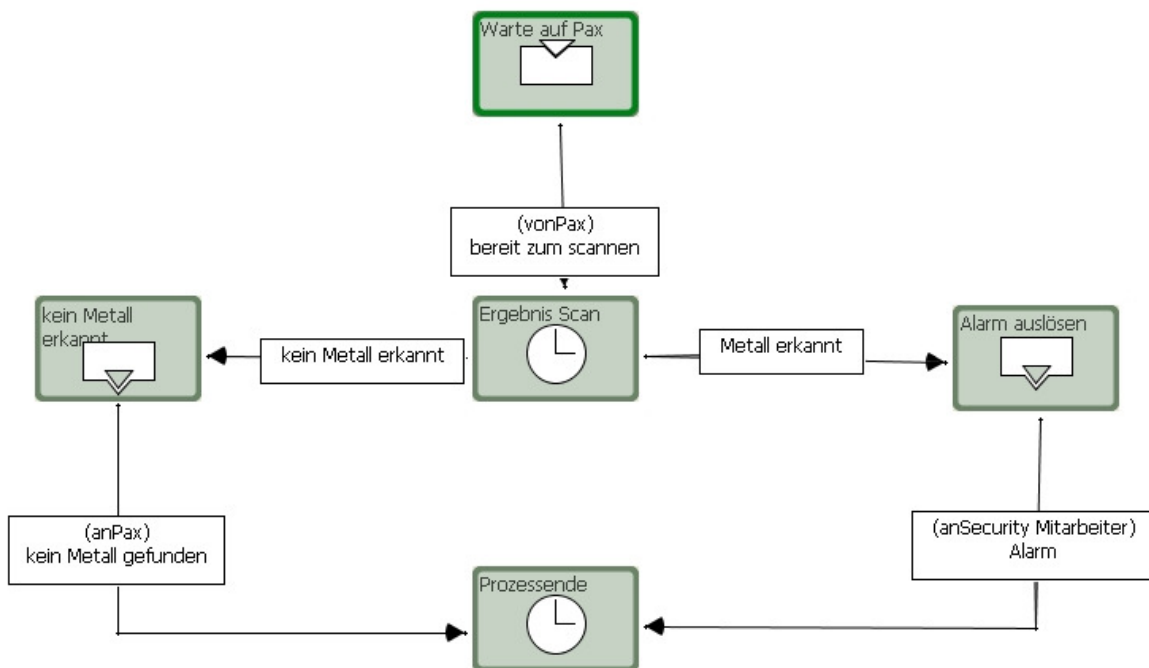 Warte auf Pax
(vonPax)
bereit zum scannen
kein Metall
erkannt
kein Metall erkannt
Ergebnis Scan
Metall erkannt
Alarm auslösen
(anPax)
kein Metall gefunden
(anSecurity Mitarbeiter)
Alarm
Prozessende